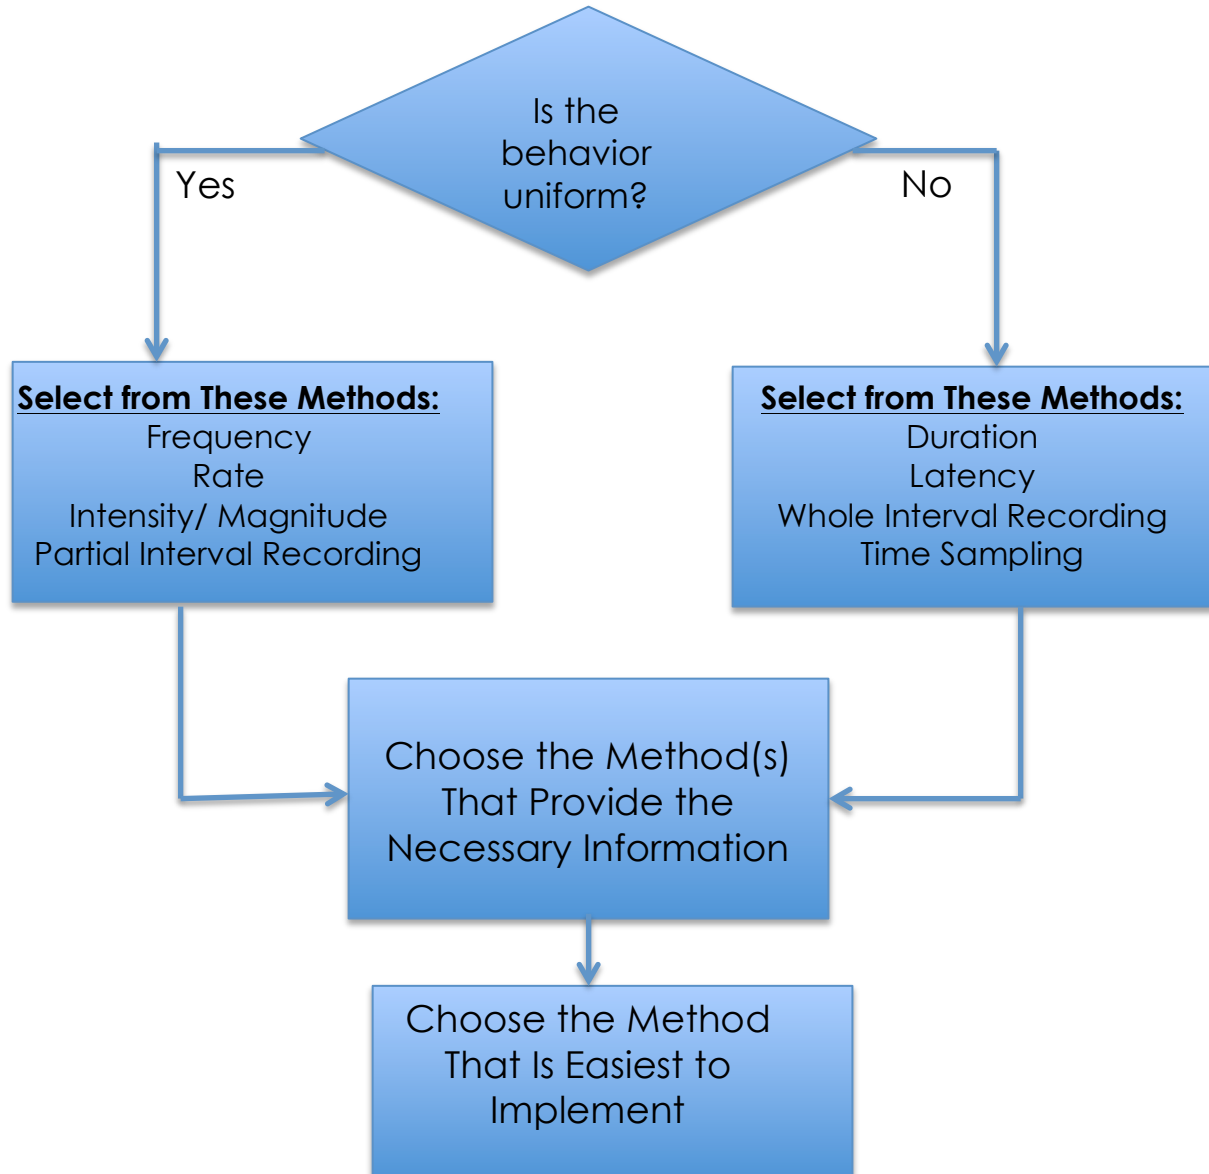 Is the
behavior
uniform?
Yes
No
Select from These Methods:
Frequency
Rate
Intensity/ Magnitude
Partial Interval Recording
Select from These Methods:
Duration
Latency
Whole Interval Recording
Time Sampling
Choose the Method(s)
That Provide the
Necessary Information
Choose the Method
That Is Easiest to
Implement